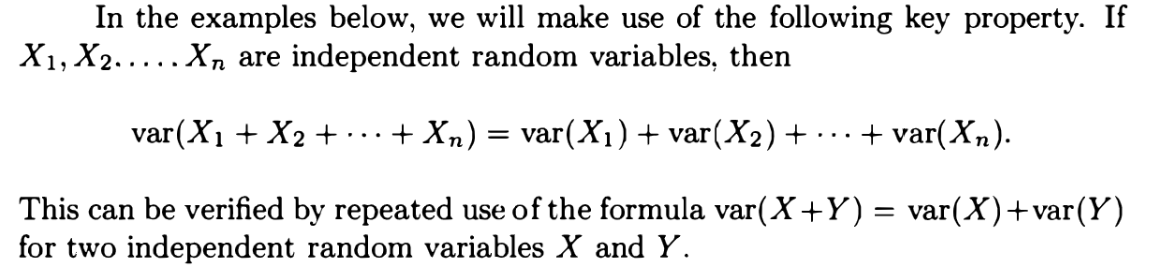 In the examples below, we will make use of the following key property. If
X₁, X₂. . . . . Xₙ are independent random variables, then
var(X₁ + X₂ + · · · + Xₙ) = var(X₁) + var(X₂) + · · · + var(Xₙ).
This can be verified by repeated use of the formula var(X+Y) = var(X)+var(Y)
for two independent random variables X and Y.